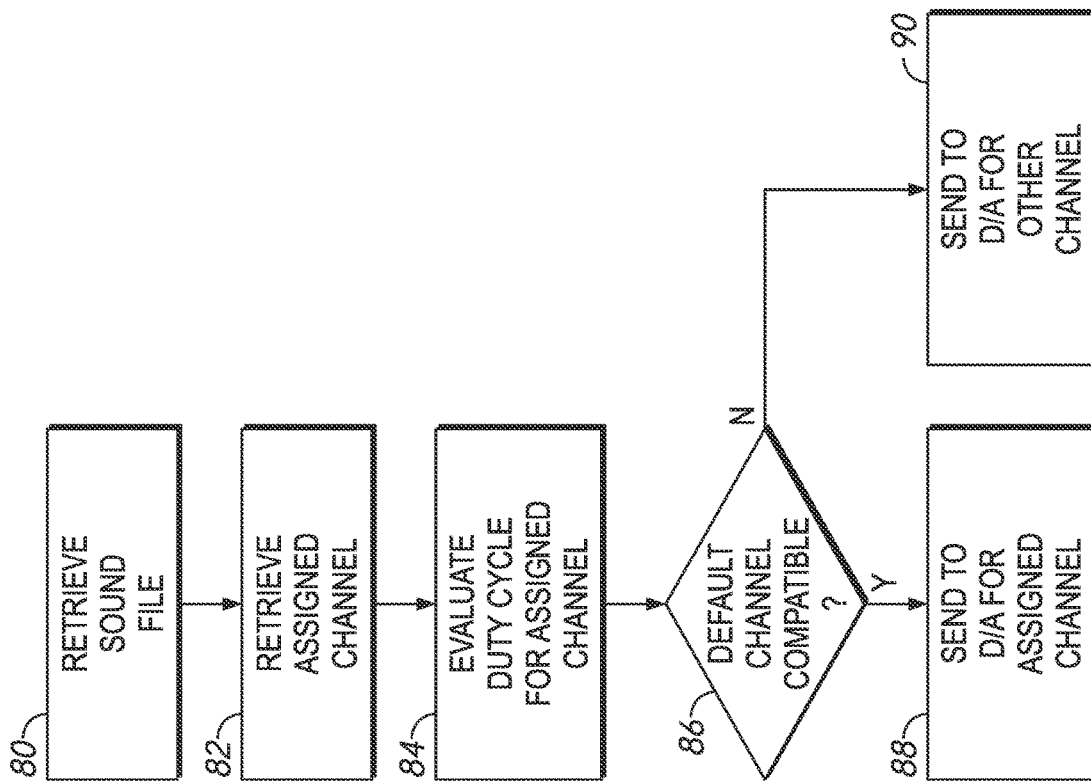 80
RETRIEVE
SOUND
FILE
82
RETRIEVE
ASSIGNED
CHANNEL
84
EVALUATE
DUTY CYCLE
FOR ASSIGNED
CHANNEL
86
DEFAULT
CHANNEL
COMPATIBLE
?
N
Y
88
SEND TO
D/A FOR
ASSIGNED
CHANNEL
90
SEND TO
D/A FOR
OTHER
CHANNEL